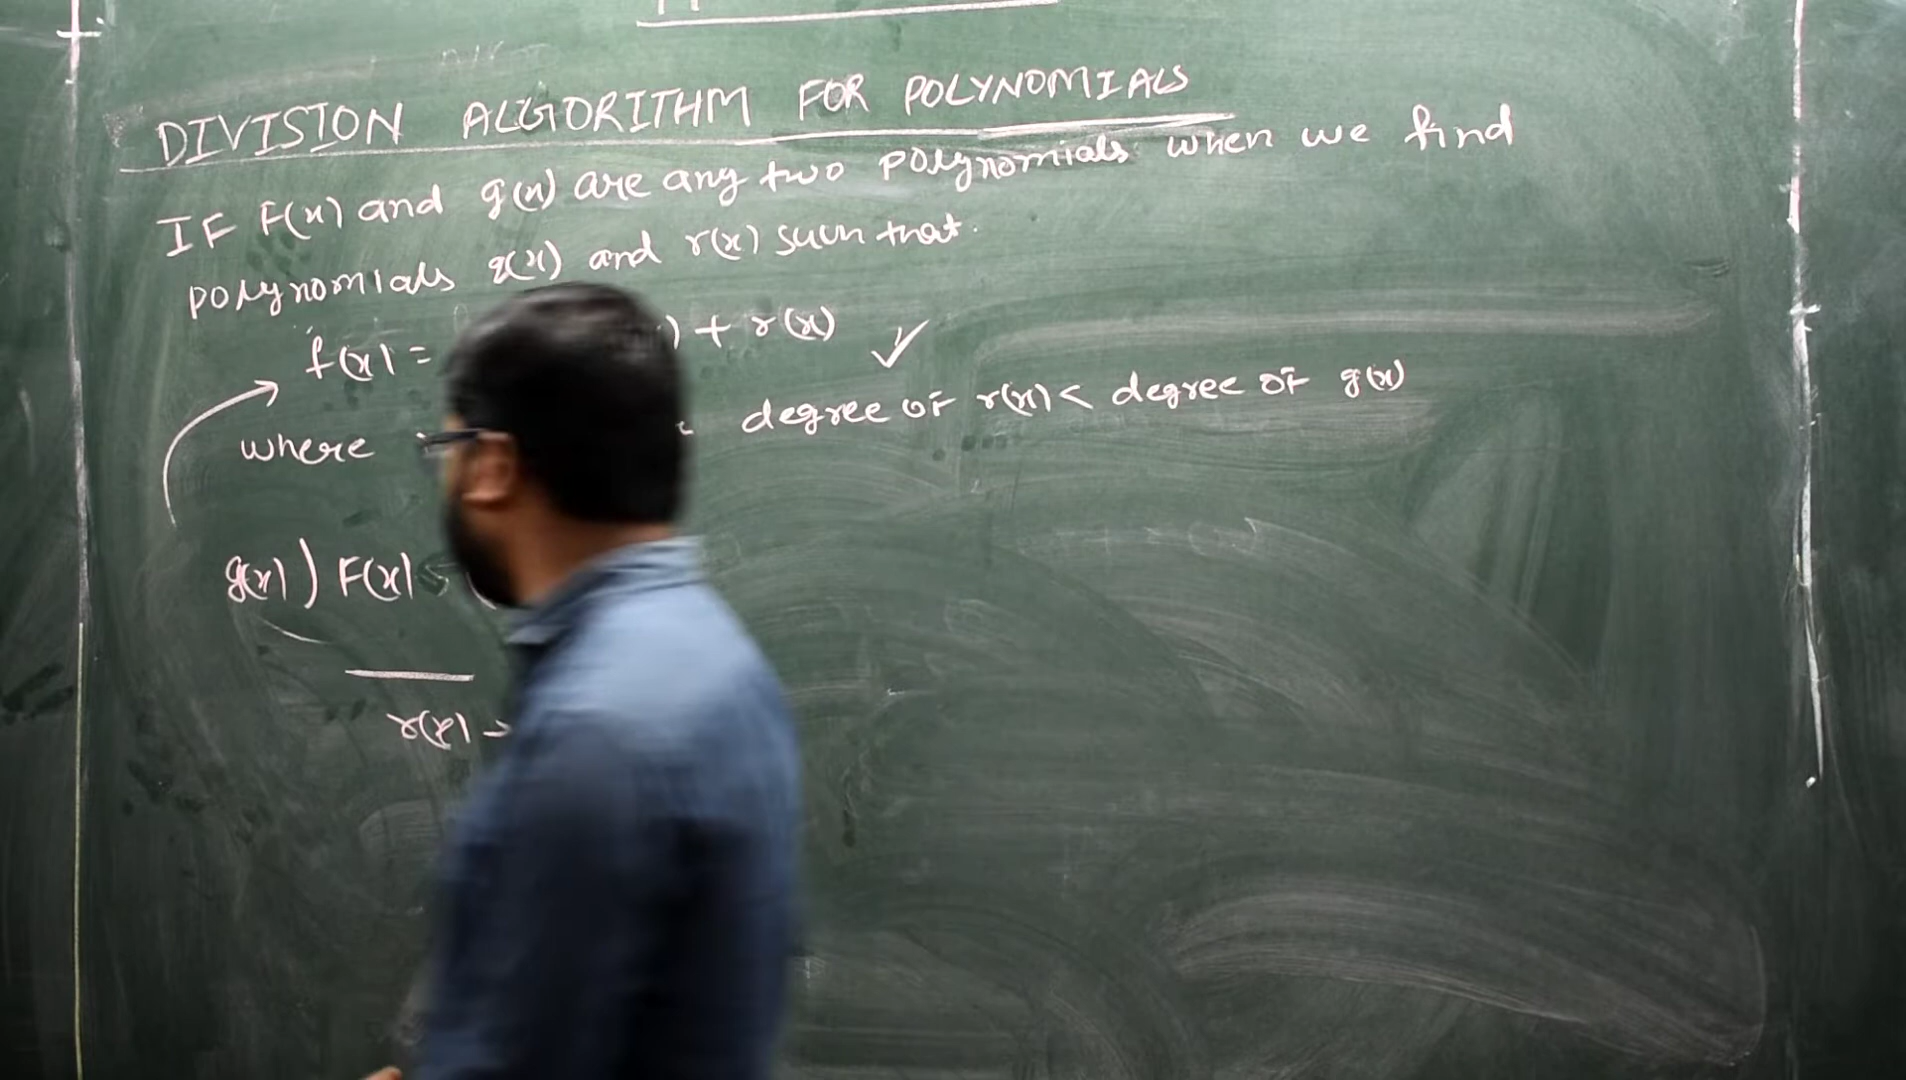 DIVISION ALGORITHM FOR POLYNOMIALS
IF F(x) and g(x) are any two polynomials when we find
polynomials q(x) and r(x) such that.
f(x) = ) + r(x) ✓
where degree of r(x) < degree of g(x)
g(x) ) F(x) (
r(x) →